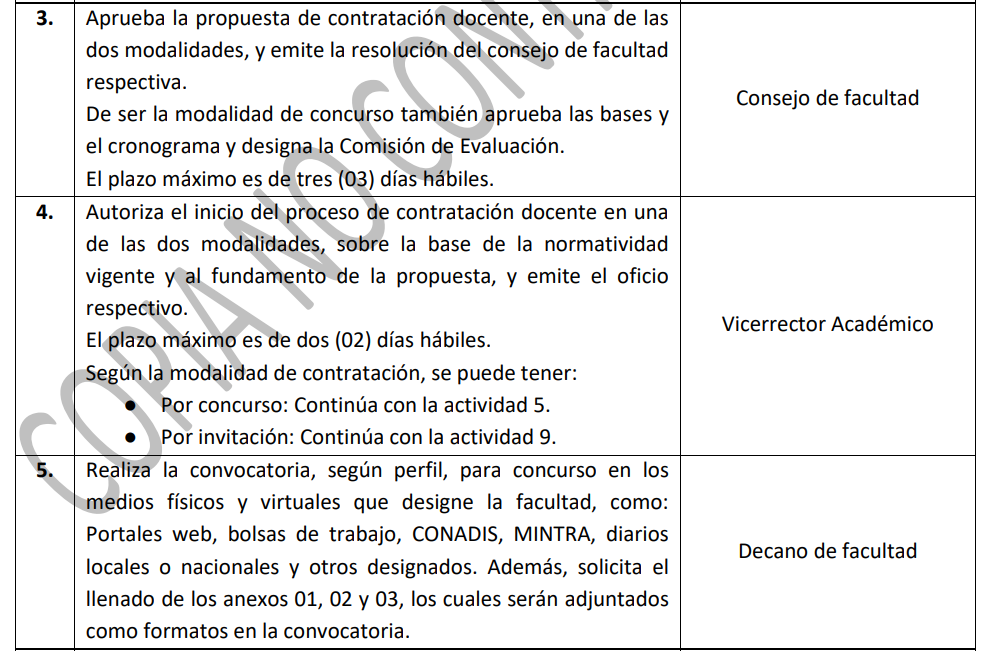 3.
Aprueba la propuesta de contratación docente, en una de las
dos modalidades, y emite la resolución del consejo de facultad
respectiva.
De ser la modalidad de concurso también aprueba las bases y
el cronograma y designa la Comisión de Evaluación.
El plazo máximo es de tres (03) días hábiles.
Consejo de facultad
4.
Autoriza el inicio del proceso de contratación docente en una
de las dos modalidades, sobre la base de la normatividad
vigente y al fundamento de la propuesta, y emite el oficio
respectivo.
El plazo máximo es de dos (02) días hábiles.
Según la modalidad de contratación, se puede tener:
● Por concurso: Continúa con la actividad 5.
● Por invitación: Continúa con la actividad 9.
Vicerrector Académico
5.
Realiza la convocatoria, según perfil, para concurso en los
medios físicos y virtuales que designe la facultad, como:
Portales web, bolsas de trabajo, CONADIS, MINTRA, diarios
locales o nacionales y otros designados. Además, solicita el
llenado de los anexos 01, 02 y 03, los cuales serán adjuntados
como formatos en la convocatoria.
Decano de facultad
COPIA NO